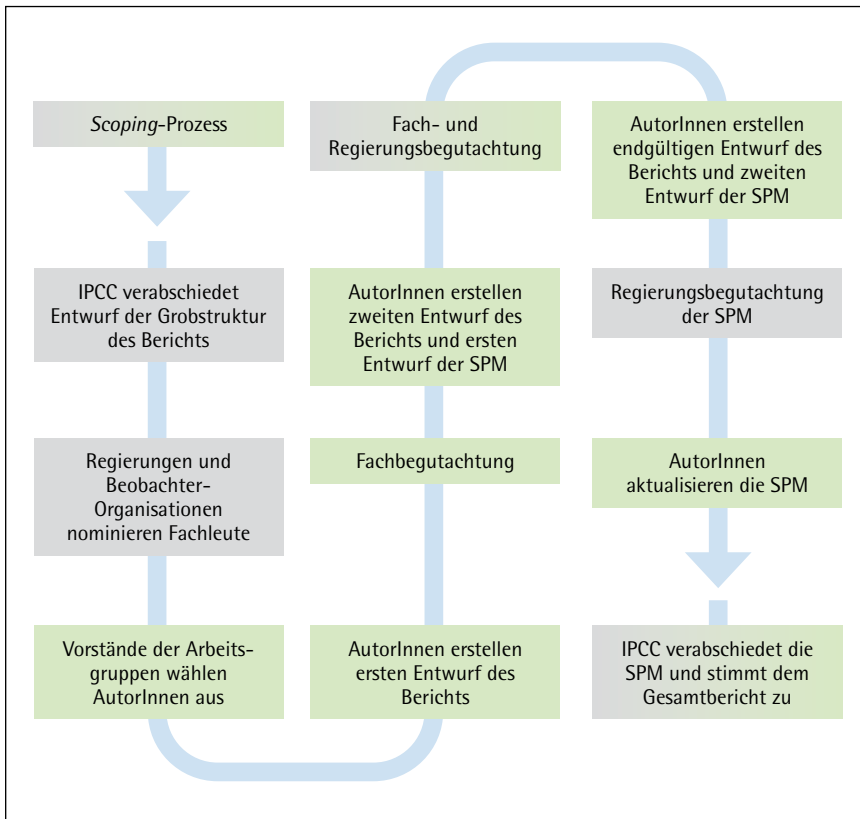 Scoping-Prozess
IPCC verabschiedet
Entwurf der Grobstruktur
des Berichts
Regierungen und
Beobachter-
Organisationen
nominieren Fachleute
Vorstände der Arbeits-
gruppen wählen
AutorInnen aus
AutorInnen erstellen
ersten Entwurf des
Berichts
Fachbegutachtung
AutorInnen erstellen
zweiten Entwurf des
Berichts und ersten
Entwurf der SPM
Fach- und
Regierungsbegutachtung
AutorInnen erstellen
endgültigen Entwurf des
Berichts und zweiten
Entwurf der SPM
Regierungsbegutachtung
der SPM
AutorInnen
aktualisieren die SPM
IPCC verabschiedet die
SPM und stimmt dem
Gesamtbericht zu